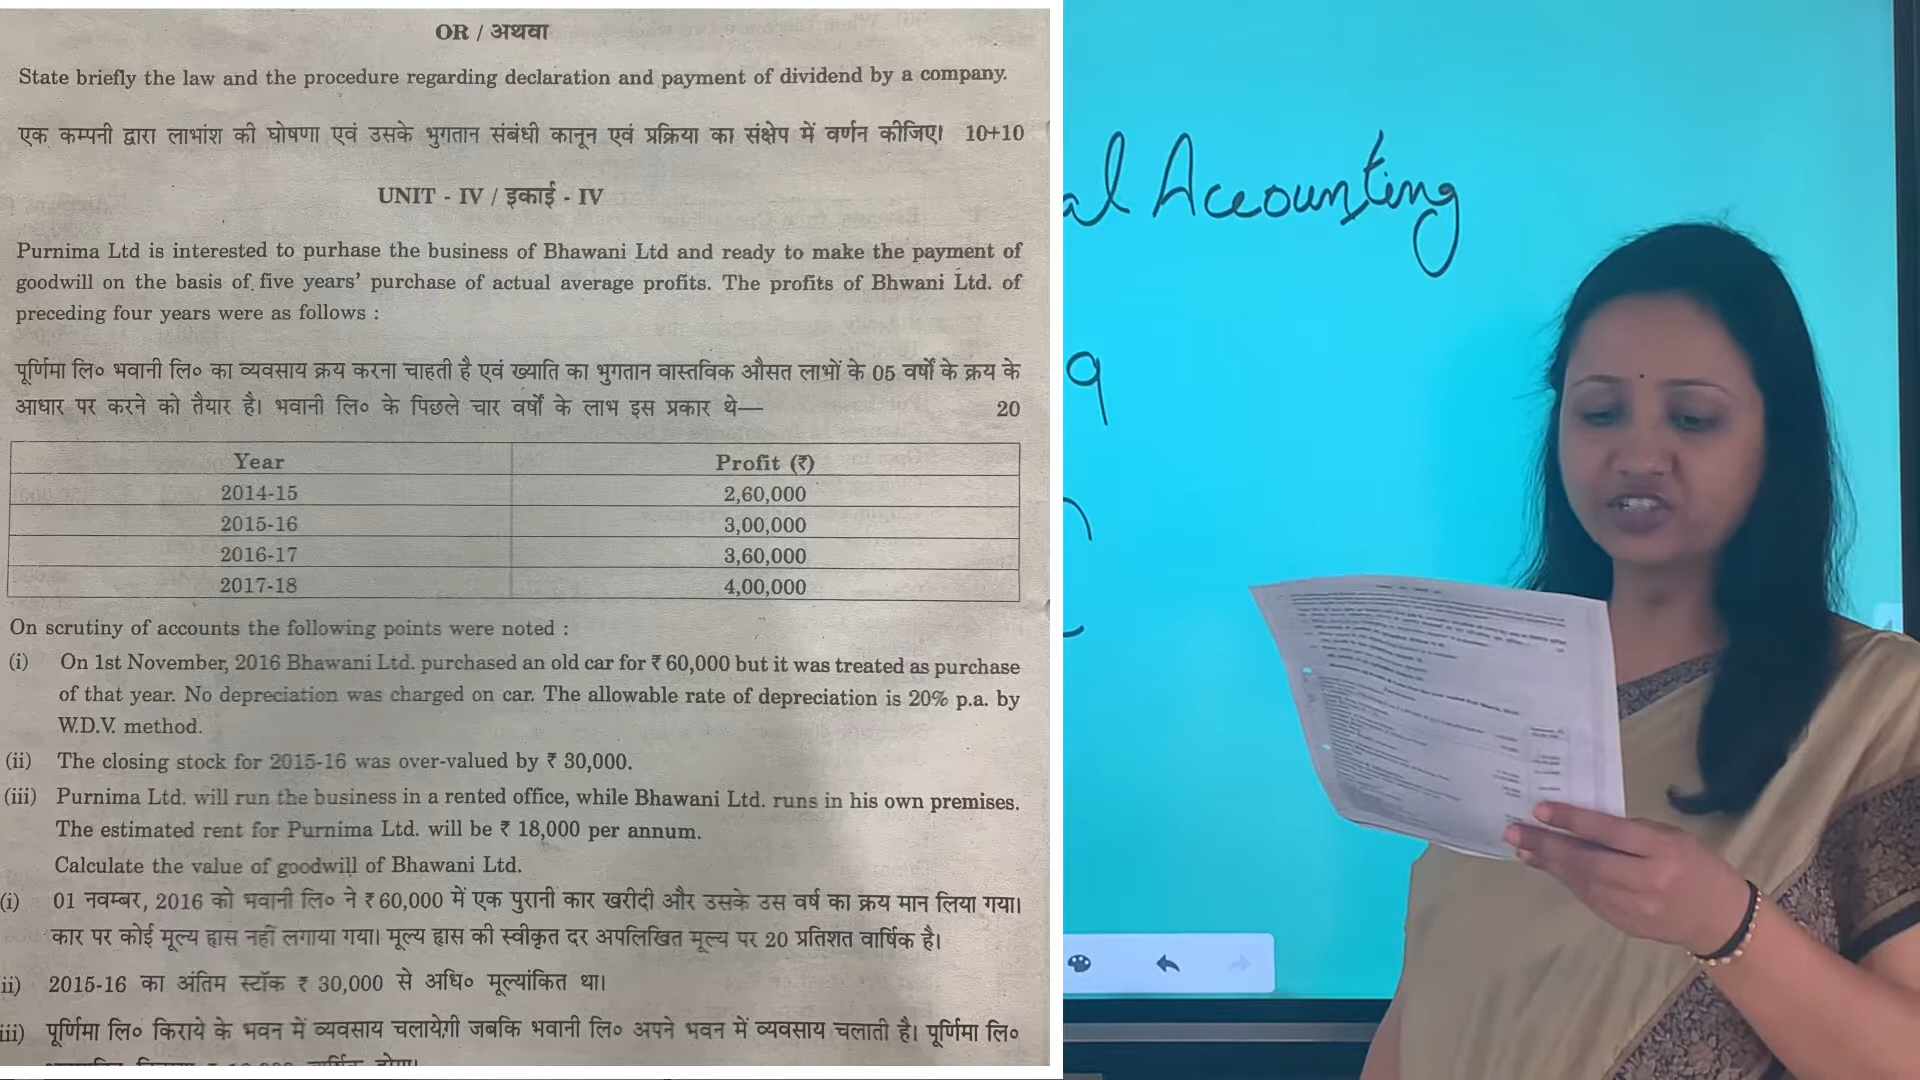 OR / अथवा
State briefly the law and the procedure regarding declaration and payment of dividend by a company.
एक कम्पनी द्वारा लाभांश की घोषणा एवं उसके भुगतान संबंधी कानून एवं प्रक्रिया का संक्षेप में वर्णन कीजिए। 10+10
UNIT - IV / इकाई - IV
Purnima Ltd is interested to purhase the business of Bhawani Ltd and ready to make the payment of
goodwill on the basis of five years' purchase of actual average profits. The profits of Bhwani Ltd. of
preceding four years were as follows :
पूर्णिमा लि० भवानी लि० का व्यवसाय क्रय करना चाहती है एवं ख्याति का भुगतान वास्तविक औसत लाभों के 05 वर्षों के क्रय के
आधार पर करने को तैयार है। भवानी लि० के पिछले चार वर्षों के लाभ इस प्रकार थे— 20
Year Profit (₹)
2014-15 2,60,000
2015-16 3,00,000
2016-17 3,60,000
2017-18 4,00,000
On scrutiny of accounts the following points were noted :
(i) On 1st November, 2016 Bhawani Ltd. purchased an old car for ₹ 60,000 but it was treated as purchase
of that year. No depreciation was charged on car. The allowable rate of depreciation is 20% p.a. by
W.D.V. method.
(ii) The closing stock for 2015-16 was over-valued by ₹ 30,000.
(iii) Purnima Ltd. will run the business in a rented office, while Bhawani Ltd. runs in his own premises.
The estimated rent for Purnima Ltd. will be ₹ 18,000 per annum.
Calculate the value of goodwill of Bhawani Ltd.
(i) 01 नवम्बर, 2016 को भवानी लि० ने ₹ 60,000 में एक पुरानी कार खरीदी और उसके उस वर्ष का क्रय मान लिया गया।
कार पर कोई मूल्य ह्रास नहीं लगाया गया। मूल्य ह्रास की स्वीकृत दर अपलिखित मूल्य पर 20 प्रतिशत वार्षिक है।
ii) 2015-16 का अंतिम स्टॉक ₹ 30,000 से अधि० मूल्यांकित था।
iii) पूर्णिमा लि० किराये के भवन में व्यवसाय चलायेगी जबकि भवानी लि० अपने भवन में व्यवसाय चलाती है। पूर्णिमा लि०
al Accounting
9